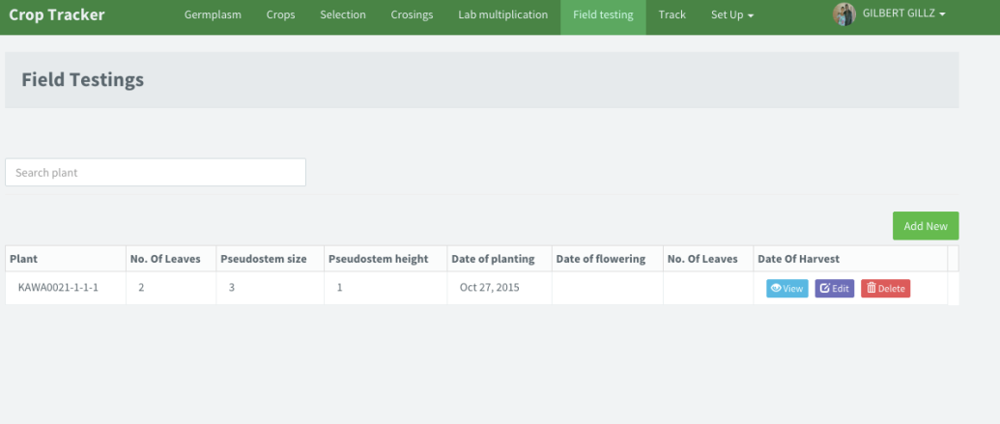 Crop Tracker Germplasm Crops Selection Crosings Lab multiplication Field testing Track Set Up GILBERT GILLZ
Field Testings
Search plant
Add New
Plant No. Of Leaves Pseudostem size Pseudostem height Date of planting Date of flowering No. Of Leaves Date Of Harvest
KAWA0021-1-1-1 2 3 1 Oct 27, 2015 View Edit Delete